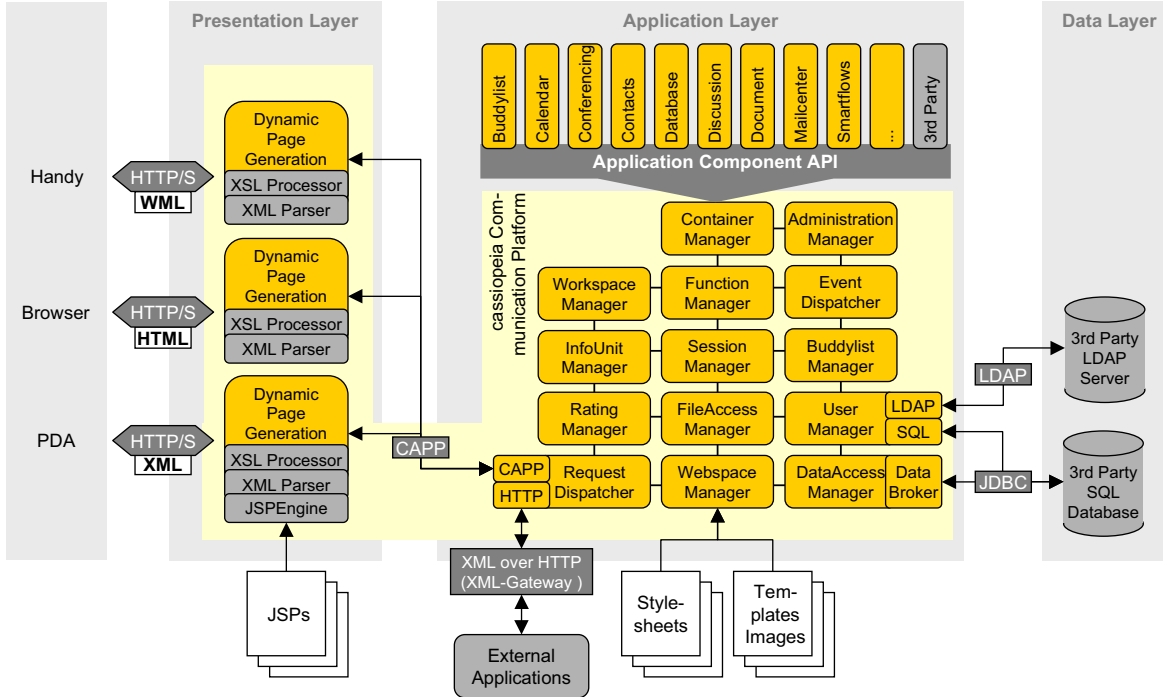 Presentation Layer
Application Layer
Data Layer
Buddylist
Calendar
Conferencing
Contacts
Database
Discussion
Document
Mailcenter
Smartflows
...
3rd Party
Application Component API
Handy
HTTP/S
WML
Dynamic
Page
Generation
XSL Processor
XML Parser
Browser
HTTP/S
HTML
Dynamic
Page
Generation
XSL Processor
XML Parser
PDA
HTTP/S
XML
Dynamic
Page
Generation
XSL Processor
XML Parser
JSPEngine
JSPs
CAPP
cassiopeia Com-
munication Platform
Container
Manager
Administration
Manager
Workspace
Manager
Function
Manager
Event
Dispatcher
InfoUnit
Manager
Session
Manager
Buddylist
Manager
Rating
Manager
FileAccess
Manager
User
Manager
LDAP
SQL
CAPP
HTTP
Request
Dispatcher
Webspace
Manager
DataAccess
Manager
Data
Broker
LDAP
JDBC
3rd Party
LDAP
Server
3rd Party
SQL
Database
XML over HTTP
(XML-Gateway )
External
Applications
Style-
sheets
Tem-
plates
Images